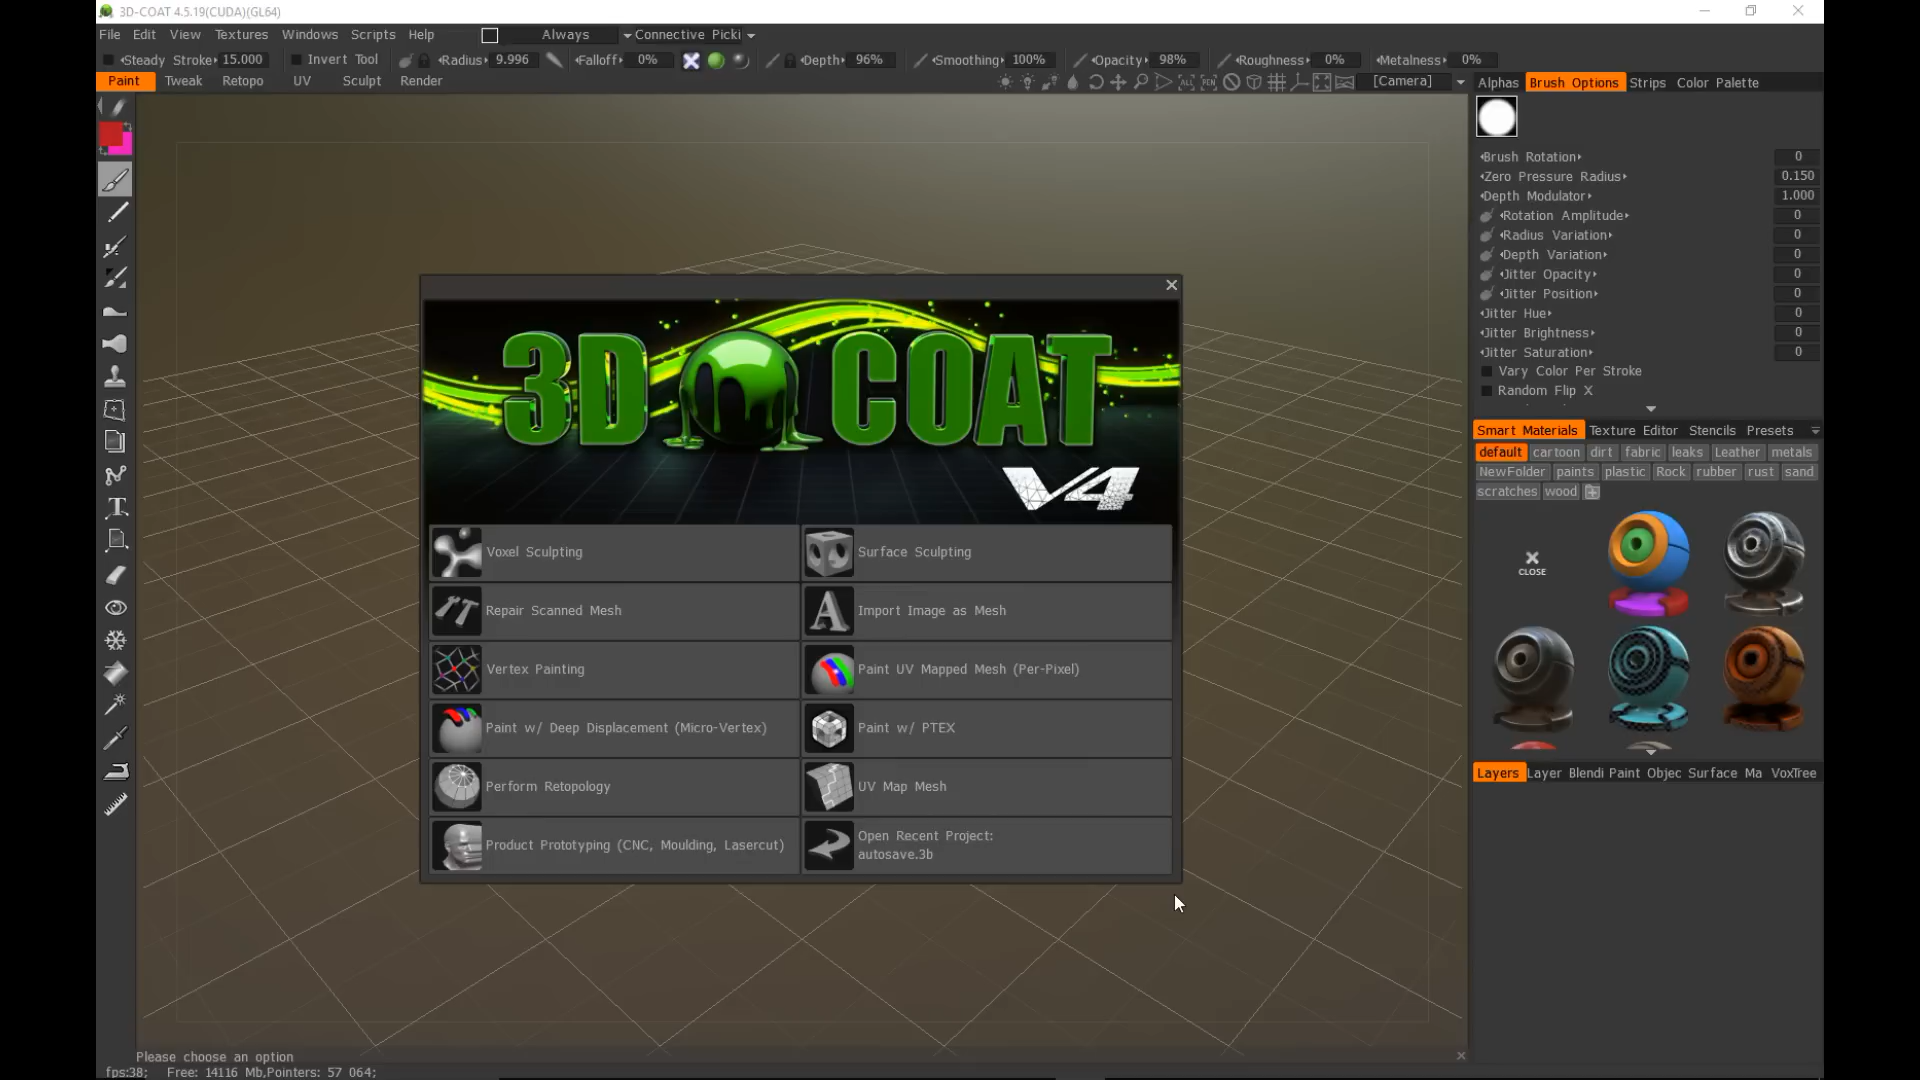 3D-COAT 4.5.19(CUDA)(GL64)
File Edit View Textures Windows Scripts Help Always Connective Picki
Steady Stroke 15.000 Invert Tool Radius 9.996 Falloff 0% Depth 96% Smoothing 100% Opacity 98% Roughness 0% Metalness 0%
Paint Tweak Retopo UV Sculpt Render [Camera]
Alphas Brush Options Strips Color Palette
Brush Rotation 0
Zero Pressure Radius 0.150
Depth Modulator 1.000
Rotation Amplitude 0
Radius Variation 0
Depth Variation 0
Jitter Opacity 0
Jitter Position 0
Jitter Hue 0
Jitter Brightness 0
Jitter Saturation 0
Vary Color Per Stroke
Random Flip X
Smart Materials Texture Editor Stencils Presets
default cartoon dirt fabric leaks Leather metals
NewFolder paints plastic Rock rubber rust sand
scratches wood
CLOSE
Layers Layer Blendi Paint Objec Surface Ma VoxTree
3D COAT
V4
Voxel Sculpting
Surface Sculpting
Repair Scanned Mesh
Import Image as Mesh
Vertex Painting
Paint UV Mapped Mesh (Per-Pixel)
Paint w/ Deep Displacement (Micro-Vertex)
Paint w/ PTEX
Perform Retopology
UV Map Mesh
Product Prototyping (CNC, Moulding, Lasercut)
Open Recent Project:
autosave.3b
Please choose an option
fps:38; Free: 14116 Mb,Pointers: 57 064;